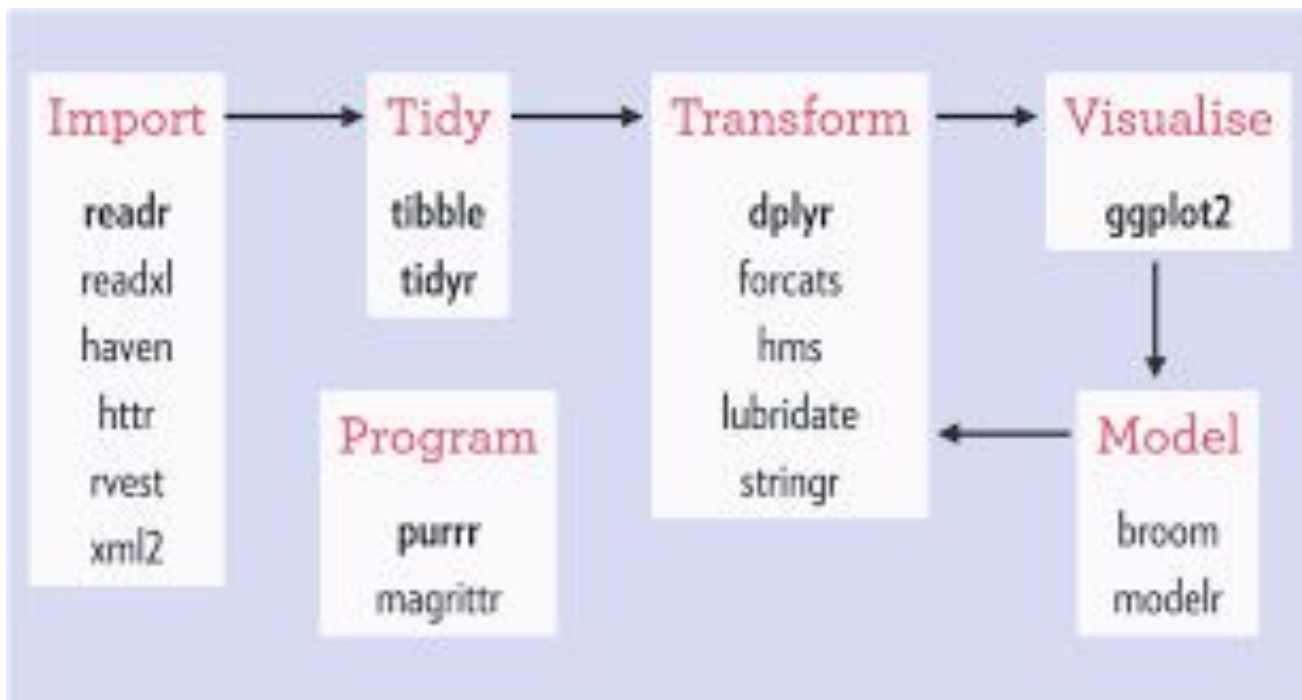 Import
readr
readxl
haven
httr
rvest
xml2
Tidy
tibble
tidyr
Program
purrr
magrittr
Transform
dplyr
forcats
hms
lubridate
stringr
Visualise
ggplot2
Model
broom
modelr